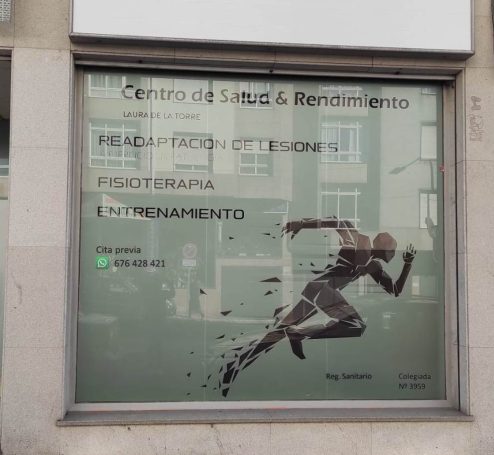 Centro de Salud & Rendimiento
LAURA DE LA TORRE
READAPTACION DE LESIONES
FISIOTERAPIA
ENTRENAMIENTO
Cita previa
676 428 421
Reg. Sanitario
Colegiada
Nº 3959